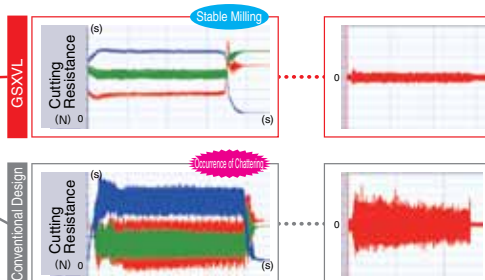 Stable Milling
GSXVL
Cutting
Resistance
(N)
0
(s)
(s)
0
Occurrence of Chattering
Conventional Design
Cutting
Resistance
(N)
0
(s)
(s)
0